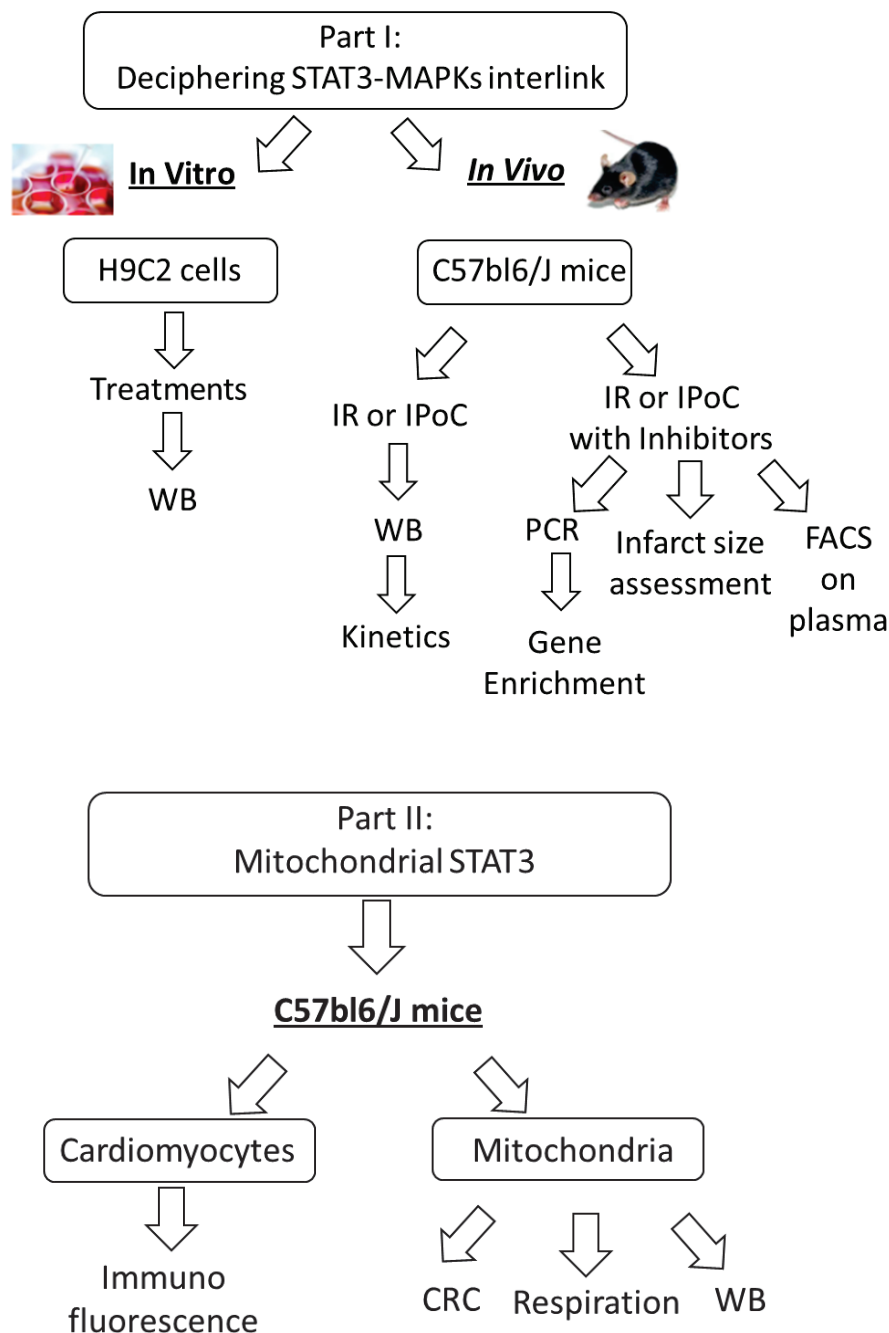 Part I:
Deciphering STAT3-MAPKs interlink
In Vitro
In Vivo
H9C2 cells
C57bl6/J mice
Treatments
WB
IR or IPoC
WB
Kinetics
IR or IPoC
with Inhibitors
PCR
Gene
Enrichment
Infarct size
assessment
FACS
on
plasma
Part II:
Mitochondrial STAT3
C57bl6/J mice
Cardiomyocytes
Mitochondria
Immuno
fluorescence
CRC
Respiration
WB